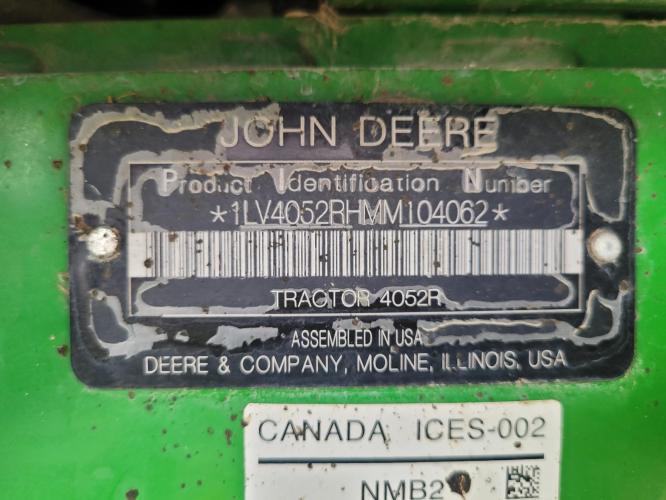 JOHN DEERE
Product Identification Number
*1LV4052RHMM104062*
TRACTOR 4052R
ASSEMBLED IN USA
DEERE & COMPANY, MOLINE, ILLINOIS, USA
CANADA ICES-002
NMB2